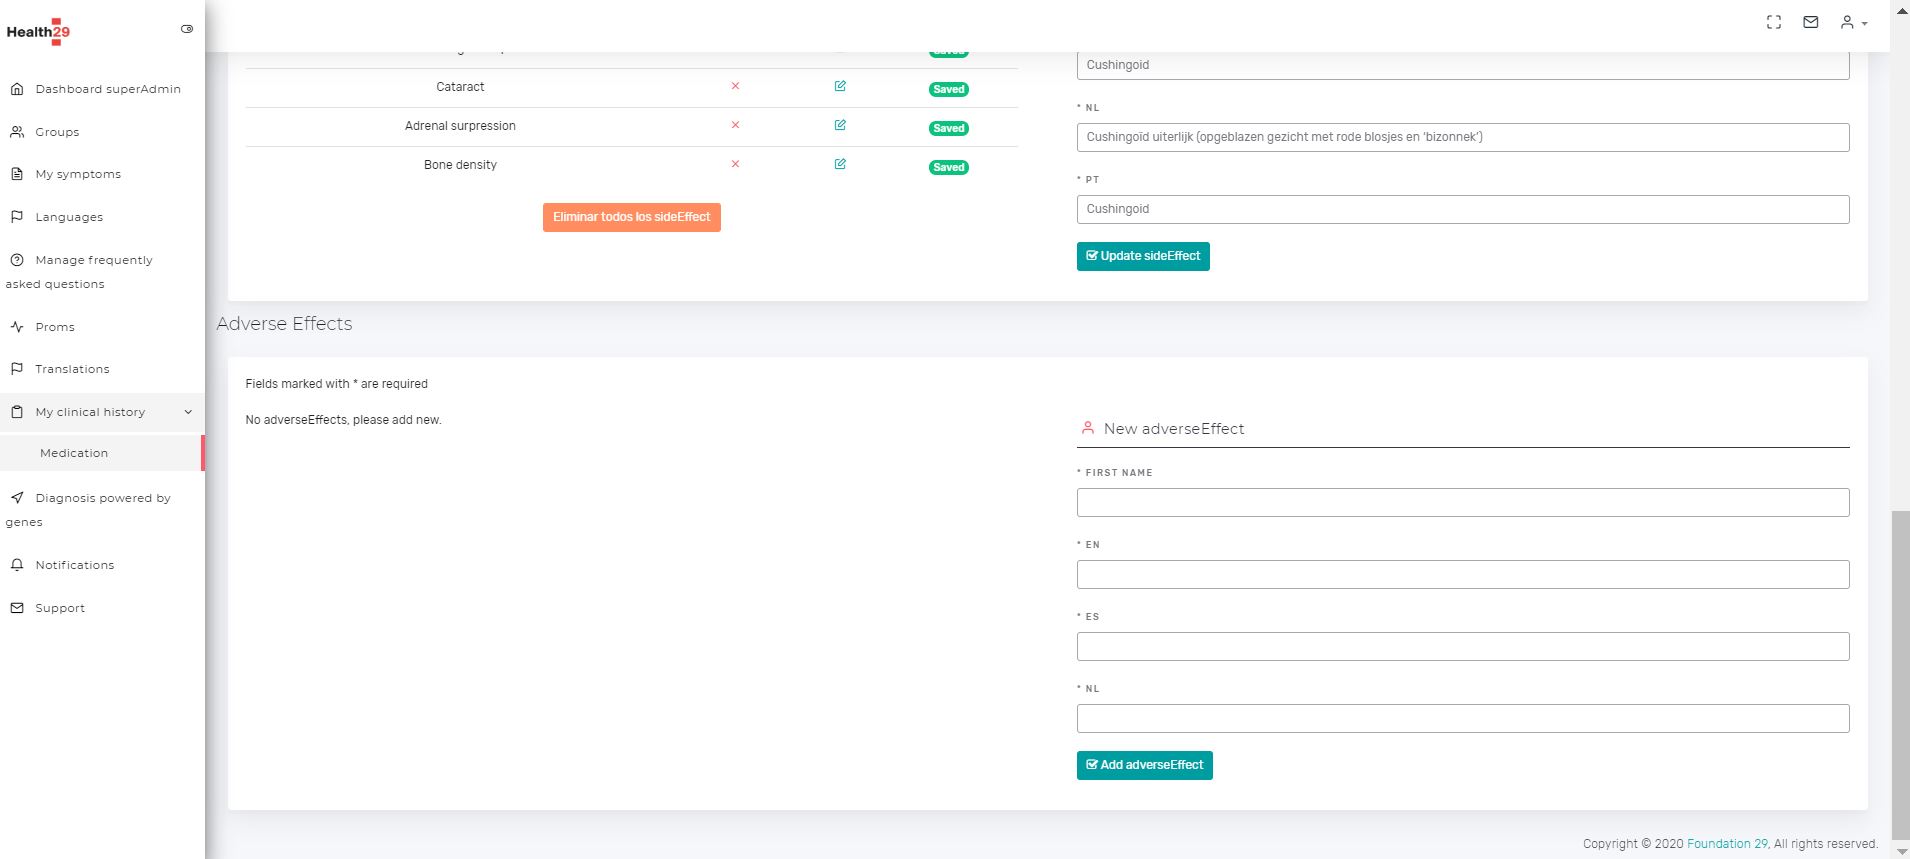 Health29
Dashboard superAdmin
Groups
My symptoms
Languages
Manage frequently
asked questions
Proms
Translations
My clinical history
Medication
Diagnosis powered by
genes
Notifications
Support
Saved
Cataract
Saved
Adrenal surpression
Saved
Bone density
Saved
Eliminar todos los sideEffect
Cushingoid
* NL
Cushingoïd uiterlijk (opgeblazen gezicht met rode blosjes en ‘bizonnek’)
* PT
Cushingoid
Update sideEffect
Adverse Effects
Fields marked with * are required
No adverseEffects, please add new.
New adverseEffect
* FIRST NAME
* EN
* ES
* NL
Add adverseEffect
Copyright © 2020 Foundation 29, All rights reserved.